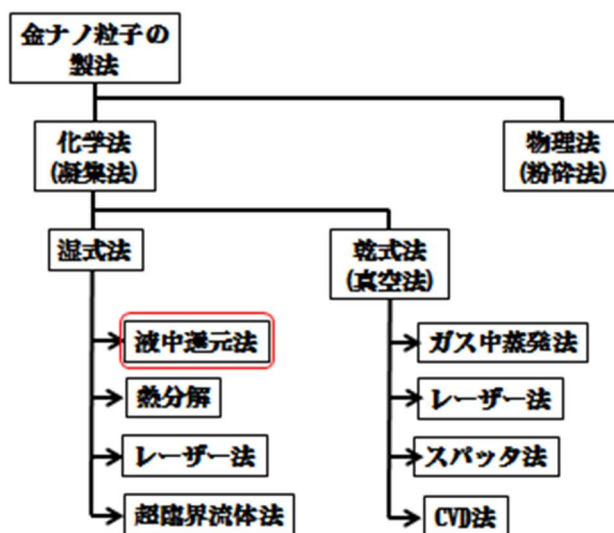 金ナノ粒子の
製法
化学法
(凝集法)
物理法
(粉砕法)
湿式法
乾式法
(真空法)
液中還元法
熱分解
レーザー法
超臨界流体法
ガス中蒸発法
レーザー法
スパッタ法
CVD法